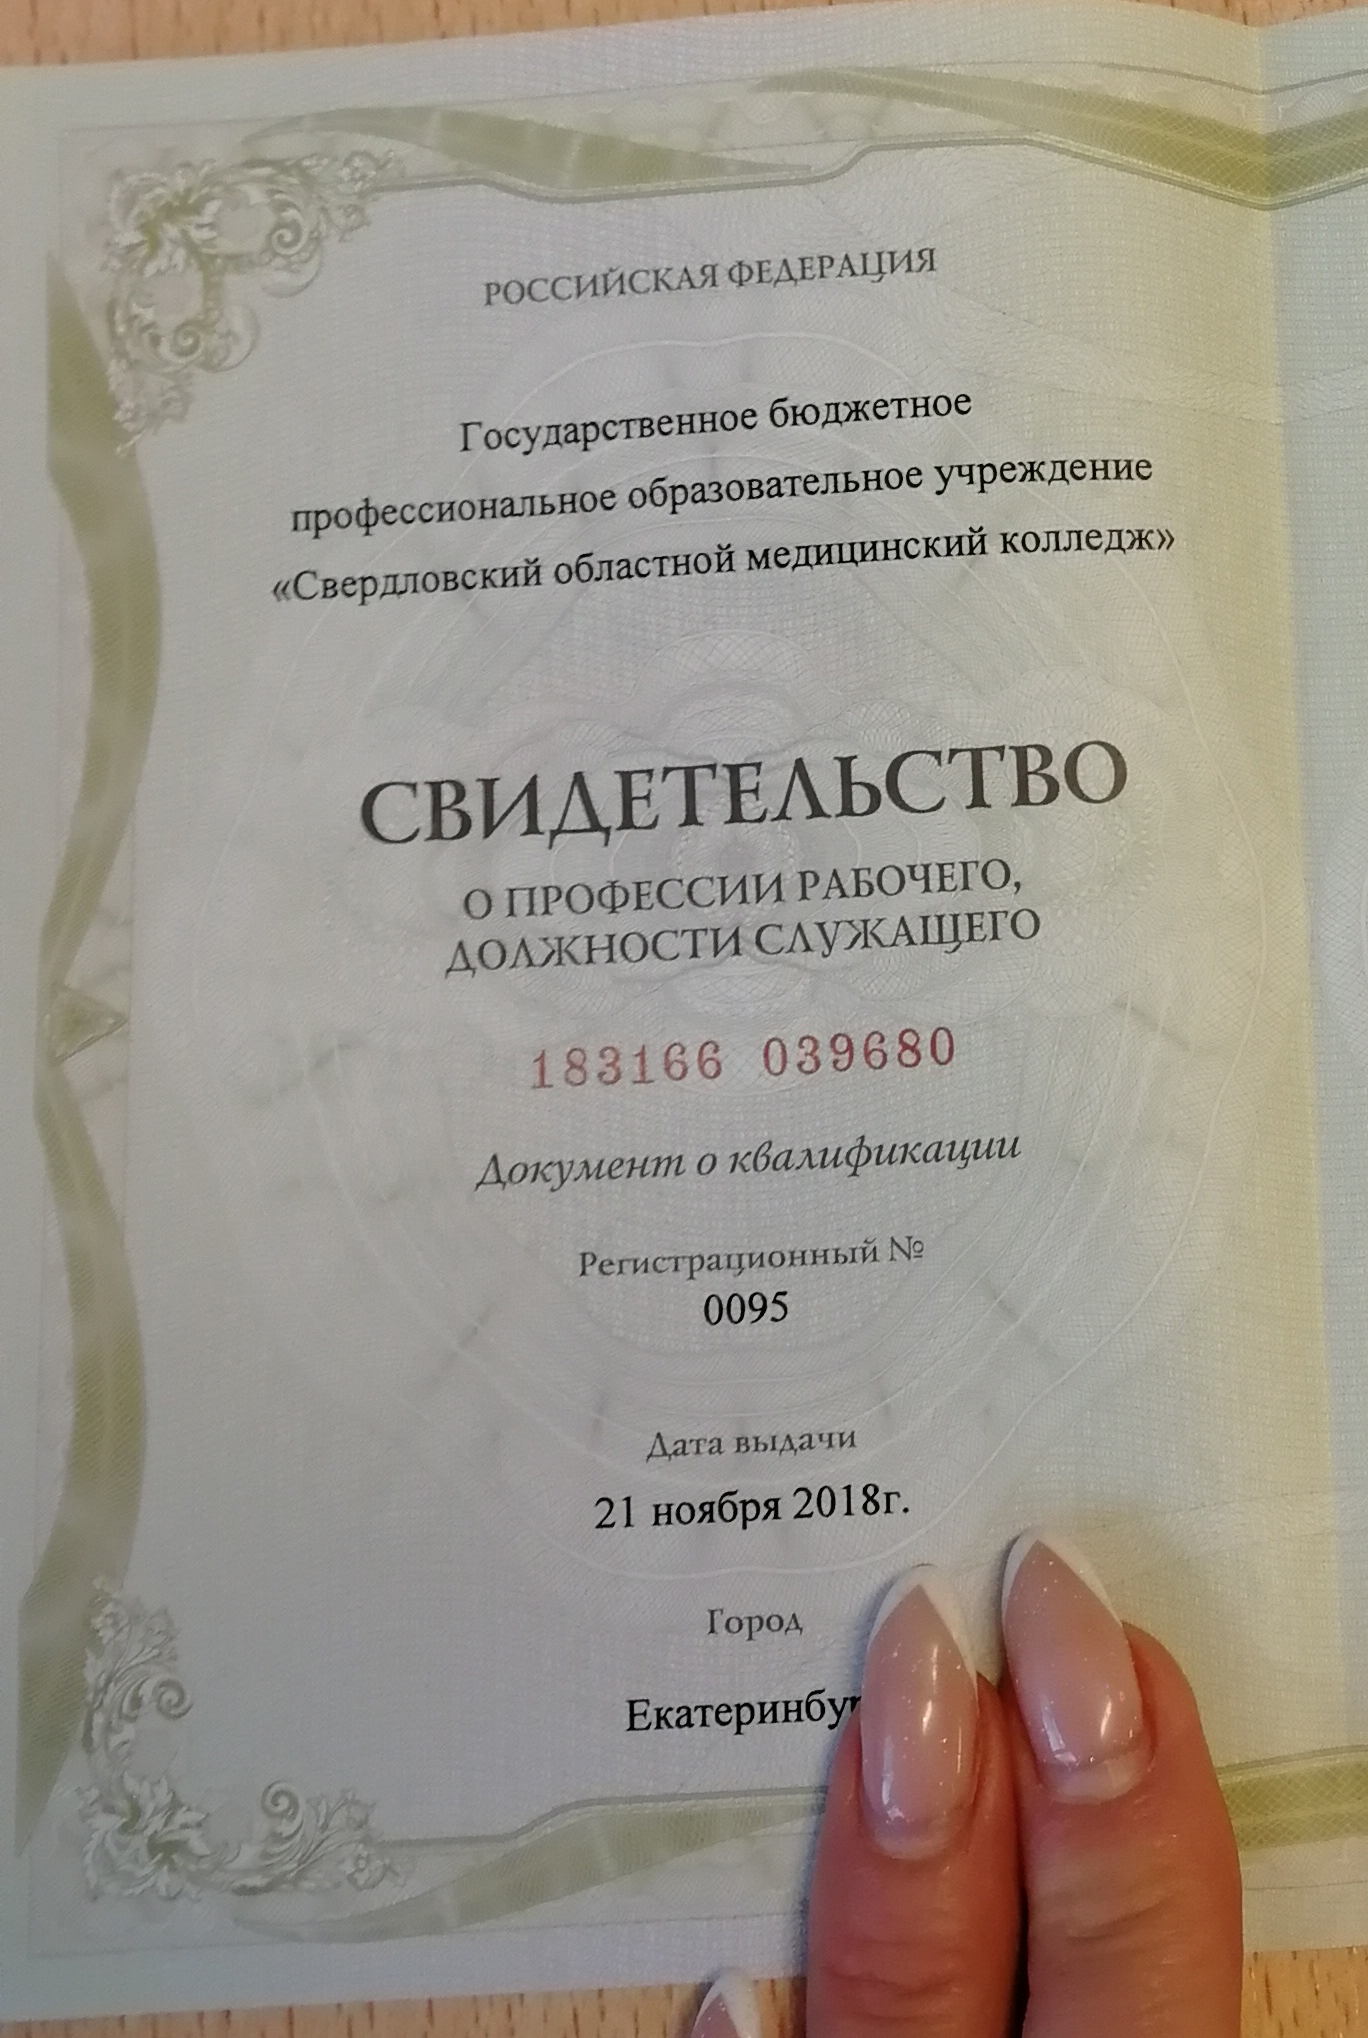 РОССИЙСКАЯ ФЕДЕРАЦИЯ
Государственное бюджетное
профессиональное образовательное учреждение
«Свердловский областной медицинский колледж»
СВИДЕТЕЛЬСТВО
О ПРОФЕССИИ РАБОЧЕГО,
ДОЛЖНОСТИ СЛУЖАЩЕГО
183166 039680
Документ о квалификации
Регистрационный №
0095
Дата выдачи
21 ноября 2018г.
Город
Екатеринбур